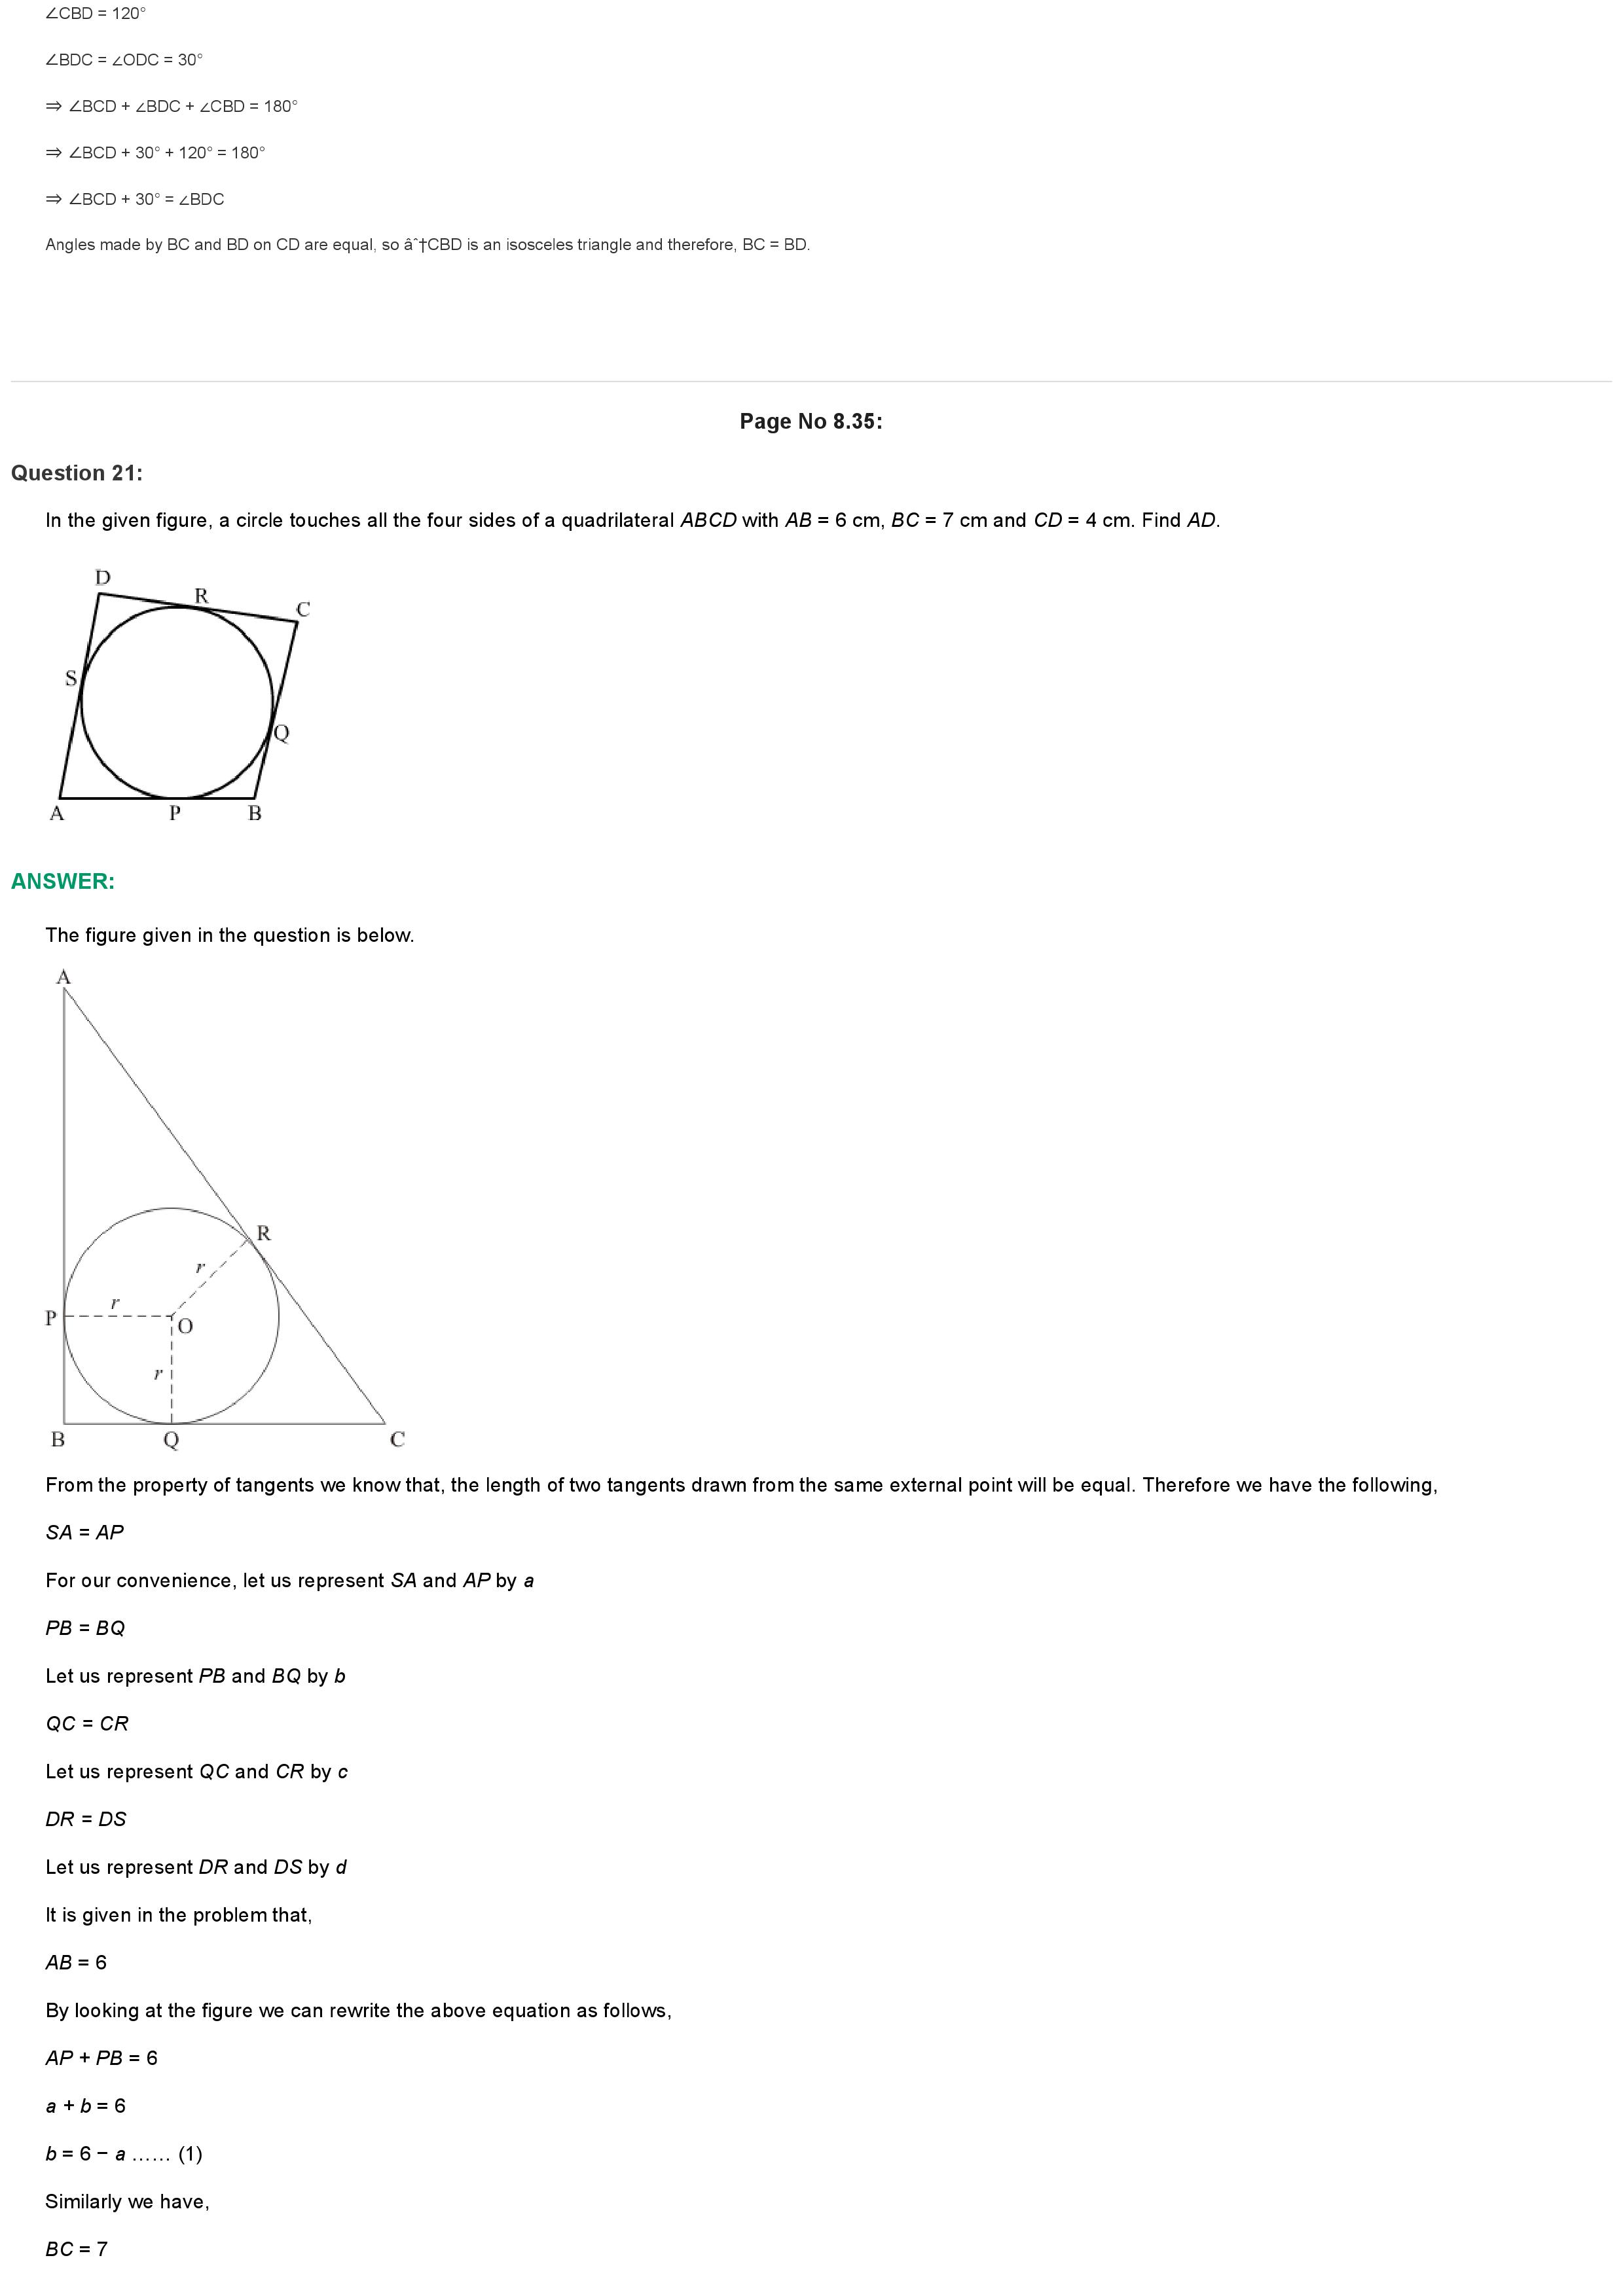 ∠CBD = 120°
∠BDC = ∠ODC = 30°
⇒ ∠BCD + ∠BDC + ∠CBD = 180°
⇒ ∠BCD + 30° + 120° = 180°
⇒ ∠BCD + 30° = ∠BDC
Angles made by BC and BD on CD are equal, so âˆ†CBD is an isosceles triangle and therefore, BC = BD.
Page No 8.35:
Question 21:
In the given figure, a circle touches all the four sides of a quadrilateral ABCD with AB = 6 cm, BC = 7 cm and CD = 4 cm. Find AD.
D
R
C
S
Q
A
P
B
ANSWER:
The figure given in the question is below.
A
R
r
r
P
O
r
B
Q
C
From the property of tangents we know that, the length of two tangents drawn from the same external point will be equal. Therefore we have the following,
SA = AP
For our convenience, let us represent SA and AP by a
PB = BQ
Let us represent PB and BQ by b
QC = CR
Let us represent QC and CR by c
DR = DS
Let us represent DR and DS by d
It is given in the problem that,
AB = 6
By looking at the figure we can rewrite the above equation as follows,
AP + PB = 6
a + b = 6
b = 6 − a …… (1)
Similarly we have,
BC = 7